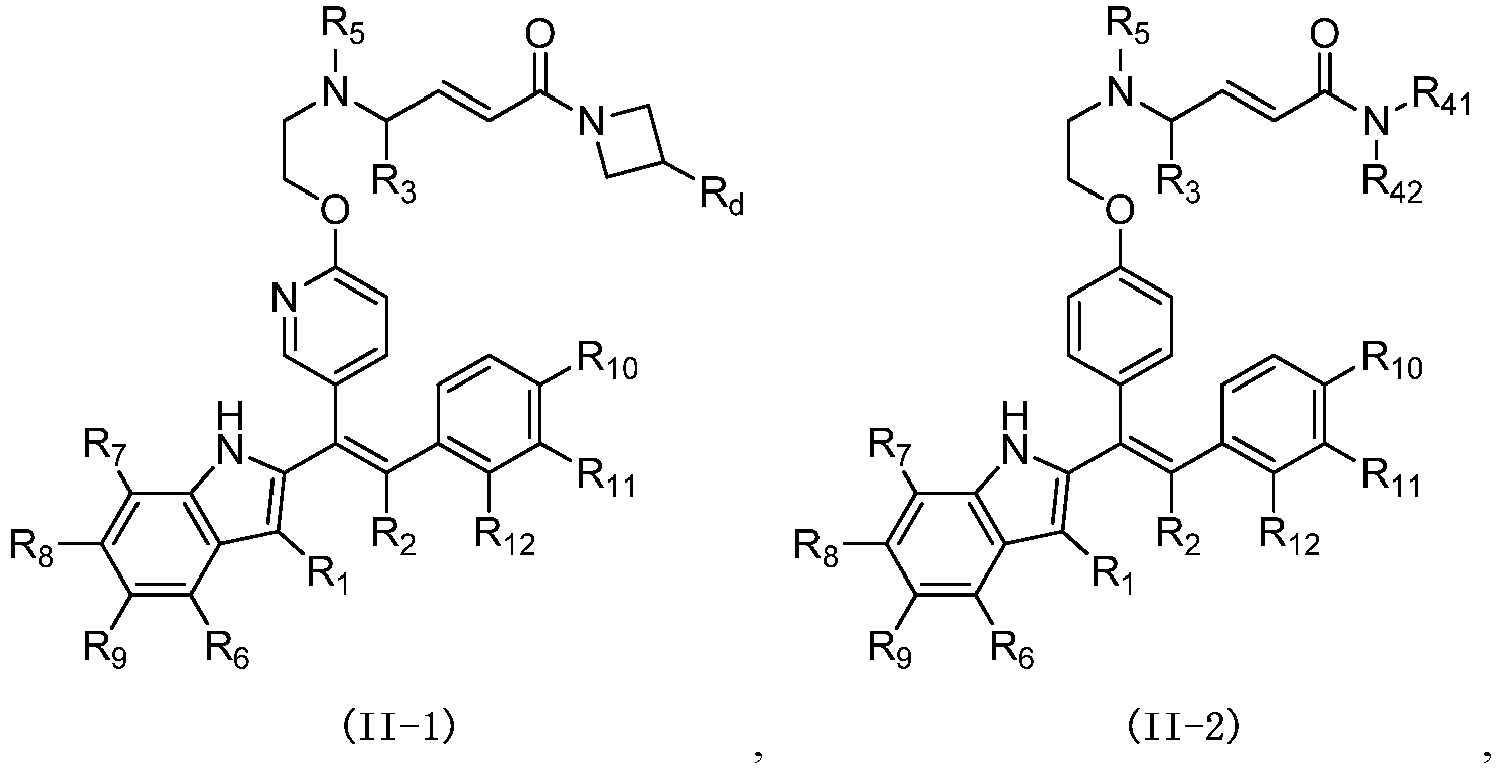 R5 O R5 O
N N R41
N N
R3 Rd R3 R42
O O
N
R10 R10
H H
R7 N R11 R7 N R11
R8 R2 R12 R8 R2 R12
R1 R1
R9 R6 R9 R6
(II-1) , (II-2) ,